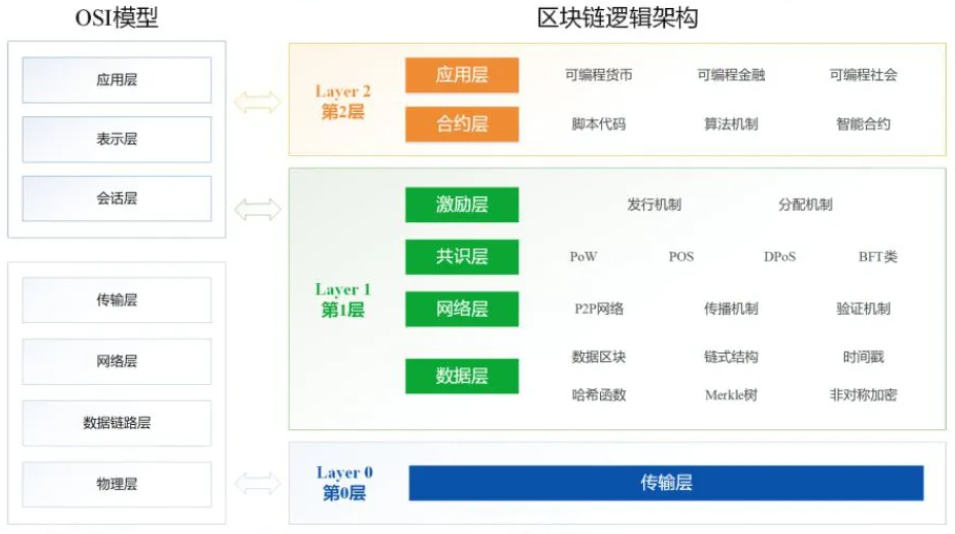 OSI模型
应用层
表示层
会话层
传输层
网络层
数据链路层
物理层
区块链逻辑架构
Layer 2
第2层
应用层 可编程货币 可编程金融 可编程社会
合约层 脚本代码 算法机制 智能合约
Layer 1
第1层
激励层 发行机制 分配机制
共识层 PoW POS DPoS BFT类
网络层 P2P网络 传播机制 验证机制
数据层
数据区块 链式结构 时间戳
哈希函数 Merkle树 非对称加密
Layer 0
第0层
传输层